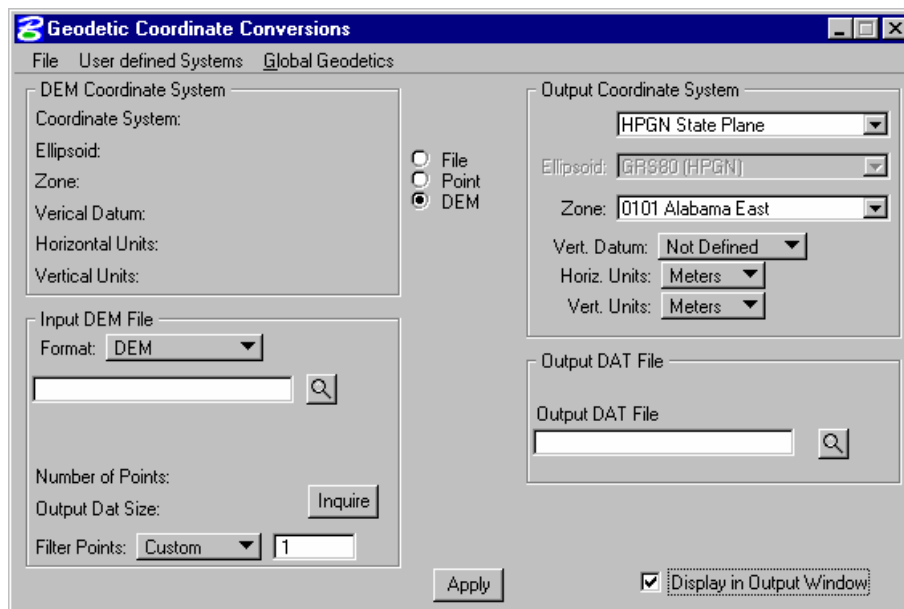 Geodetic Coordinate Conversions
File User defined Systems Global Geodetics
DEM Coordinate System
Coordinate System:
Ellipsoid:
Zone:
Verical Datum:
Horizontal Units:
Vertical Units:
File
Point
DEM
Output Coordinate System
HPGN State Plane
Ellipsoid: GRS80 (HPGN)
Zone: 0101 Alabama East
Vert. Datum: Not Defined
Horiz. Units: Meters
Vert. Units: Meters
Input DEM File
Format: DEM
Number of Points:
Output Dat Size:
Inquire
Filter Points: Custom 1
Output DAT File
Output DAT File
Apply
Display in Output Window